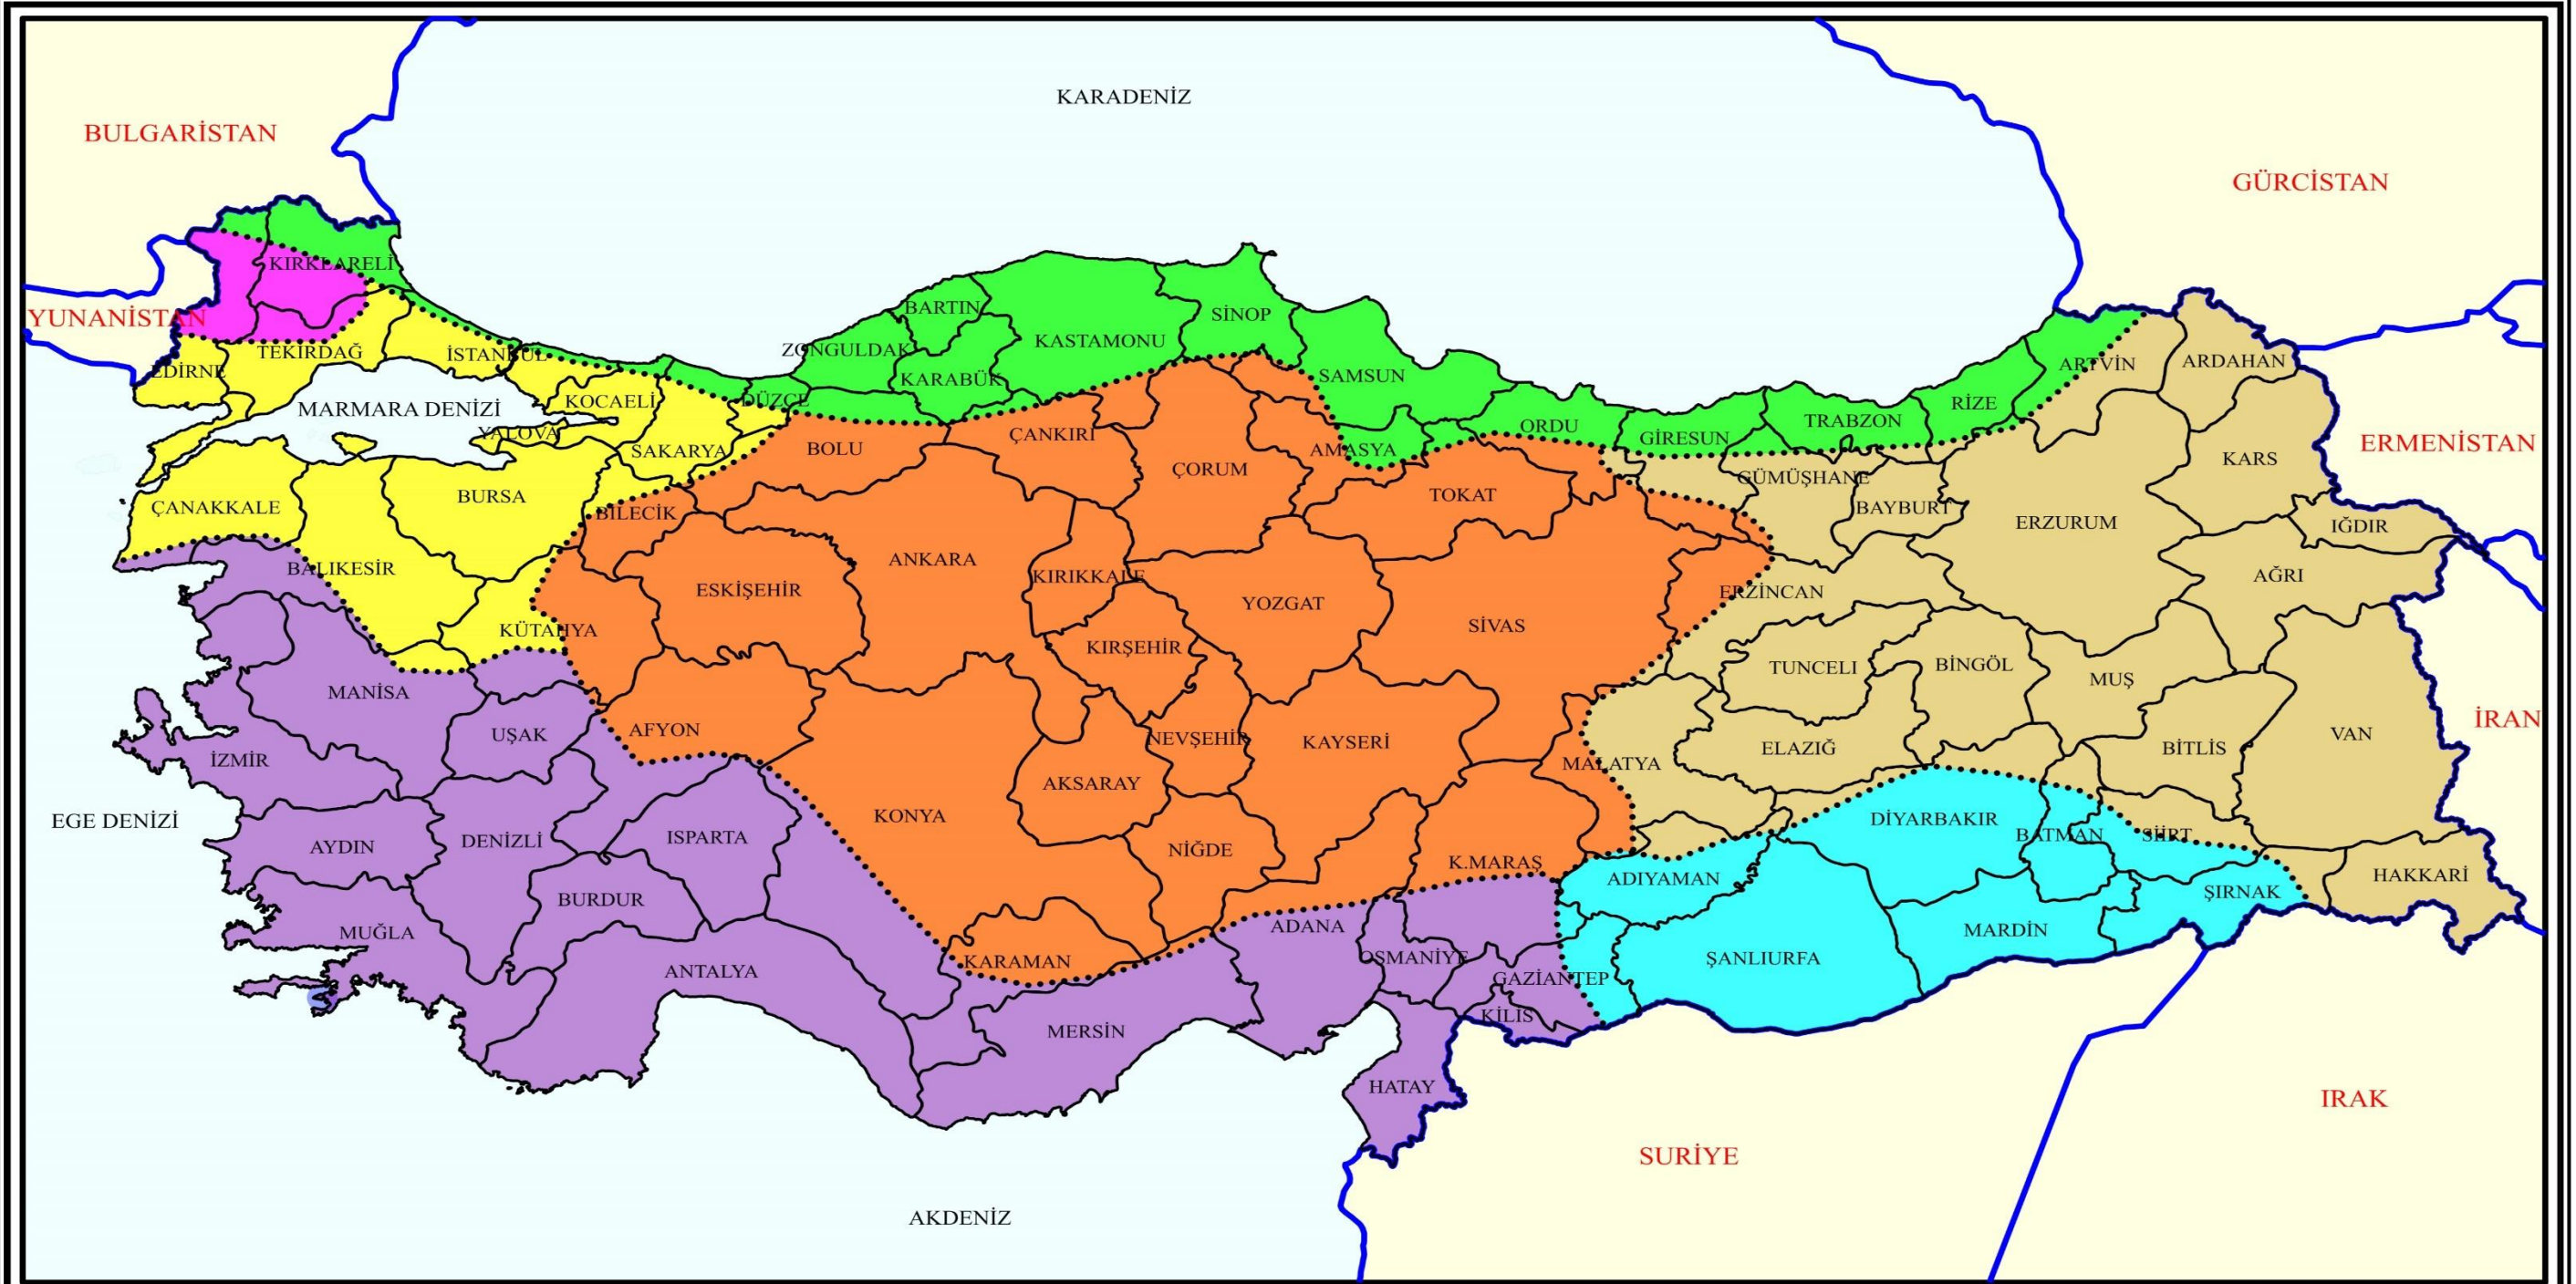 KARADENİZ
BULGARİSTAN
GÜRCİSTAN
KIRKLARELİ
YUNANİSTAN
BARTIN
SİNOP
KASTAMONU
ZONGULDAK
TEKİRDAĞ
İSTANBUL
EDİRNE
KARABÜK
SAMSUN
ARTVİN
ARDAHAN
DÜZCE
KOCAELİ
MARMARA DENİZİ
RİZE
TRABZON
ORDU
GİRESUN
YALOVA
ÇANKIRI
ERMENİSTAN
BOLU
SAKARYA
AMASYA
KARS
ÇORUM
GÜMÜŞHANE
BURSA
TOKAT
ÇANAKKALE
BAYBURT
BİLECİK
ERZURUM
IĞDIR
ANKARA
BALIKESİR
KIRIKKALE
AĞRI
ESKİŞEHİR
ERZİNCAN
YOZGAT
SİVAS
KÜTAHYA
KIRŞEHİR
TUNCELI
BİNGÖL
MUŞ
MANİSA
İRAN
AFYON
UŞAK
NEVŞEHİR
KAYSERİ
VAN
ELAZIĞ
BİTLİS
İZMİR
MALATYA
AKSARAY
KONYA
EGE DENİZİ
DİYARBAKIR
BATMAN
SİİRT
ISPARTA
DENİZLİ
AYDIN
NİĞDE
K.MARAŞ
HAKKARİ
ADIYAMAN
ŞIRNAK
BURDUR
ADANA
MARDİN
MUĞLA
OSMANİYE
ŞANLIURFA
KARAMAN
ANTALYA
GAZİANTEP
KİLİS
MERSİN
HATAY
IRAK
SURİYE
AKDENİZ